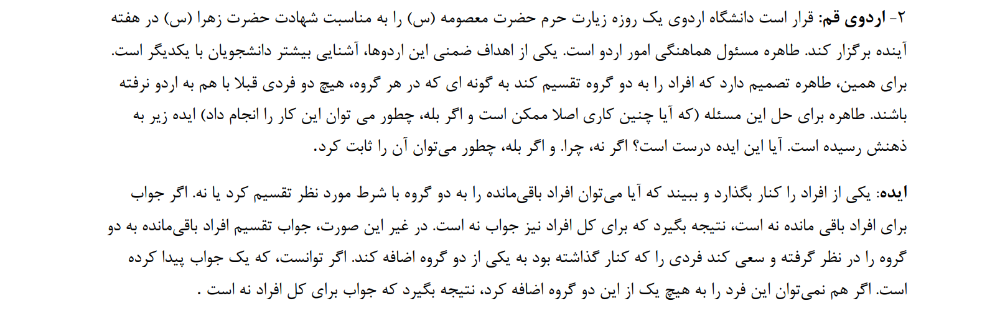 ۲- اردوی قم: قرار است دانشگاه اردوی یک روزه زیارت حرم حضرت معصومه (س) را به مناسبت شهادت حضرت زهرا (س) در هفته
آینده برگزار کند. طاهره مسئول هماهنگی امور اردو است. یکی از اهداف ضمنی این اردوها، آشنایی بیشتر دانشجویان با یکدیگر است.
برای همین، طاهره تصمیم دارد که افراد را به دو گروه تقسیم کند به گونه ای که در هر گروه، هیچ دو فردی قبلا با هم به اردو نرفته
باشند. طاهره برای حل این مسئله (که آیا چنین کاری اصلا ممکن است و اگر بله، چطور می توان این کار را انجام داد) ایده زیر به
ذهنش رسیده است. آیا این ایده درست است؟ اگر نه، چرا. و اگر بله، چطور می‌توان آن را ثابت کرد.
ایده: یکی از افراد را کنار بگذارد و ببیند که آیا می‌توان افراد باقی‌مانده را به دو گروه با شرط مورد نظر تقسیم کرد یا نه. اگر جواب
برای افراد باقی مانده نه است، نتیجه بگیرد که برای کل افراد نیز جواب نه است. در غیر این صورت، جواب تقسیم افراد باقی‌مانده به دو
گروه را در نظر گرفته و سعی کند فردی را که کنار گذاشته بود به یکی از دو گروه اضافه کند. اگر توانست، که یک جواب پیدا کرده
است. اگر هم نمی‌توان این فرد را به هیچ یک از این دو گروه اضافه کرد، نتیجه بگیرد که جواب برای کل افراد نه است .